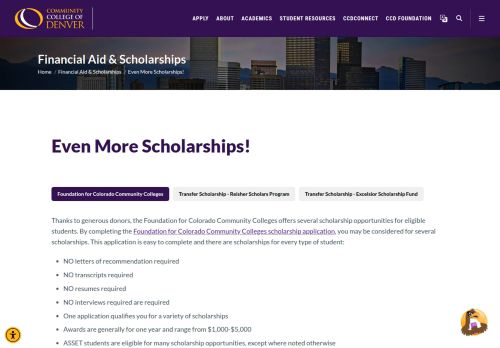 COMMUNITY
COLLEGE OF
DENVER
APPLY ABOUT ACADEMICS STUDENT RESOURCES CCDCONNECT CCD FOUNDATION
Financial Aid & Scholarships
Home / Financial Aid & Scholarships / Even More Scholarships!
Even More Scholarships!
Foundation for Colorado Community Colleges Transfer Scholarship - Reisher Scholars Program Transfer Scholarship - Excelsior Scholarship Fund
Thanks to generous donors, the Foundation for Colorado Community Colleges offers several scholarship opportunities for eligible
students. By completing the Foundation for Colorado Community Colleges scholarship application, you may be considered for several
scholarships. This application is easy to complete and there are scholarships for every type of student:
NO letters of recommendation required
NO transcripts required
NO resumes required
NO interviews required are required
One application qualifies you for a variety of scholarships
Awards are generally for one year and range from $1,000-$5,000
ASSET students are eligible for many scholarship opportunities, except where noted otherwise